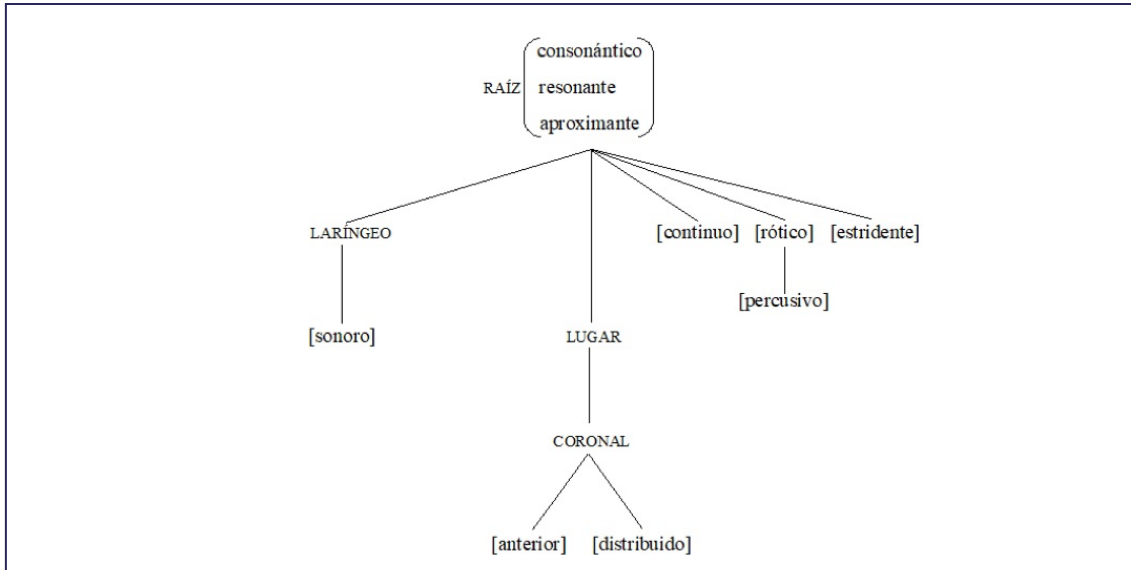 consonántico
RAÍZ resonante
aproximante
LARÍNGEO [continuo] [rótico] [estridente]
[percusivo]
[sonoro] LUGAR
CORONAL
[anterior] [distribuido]